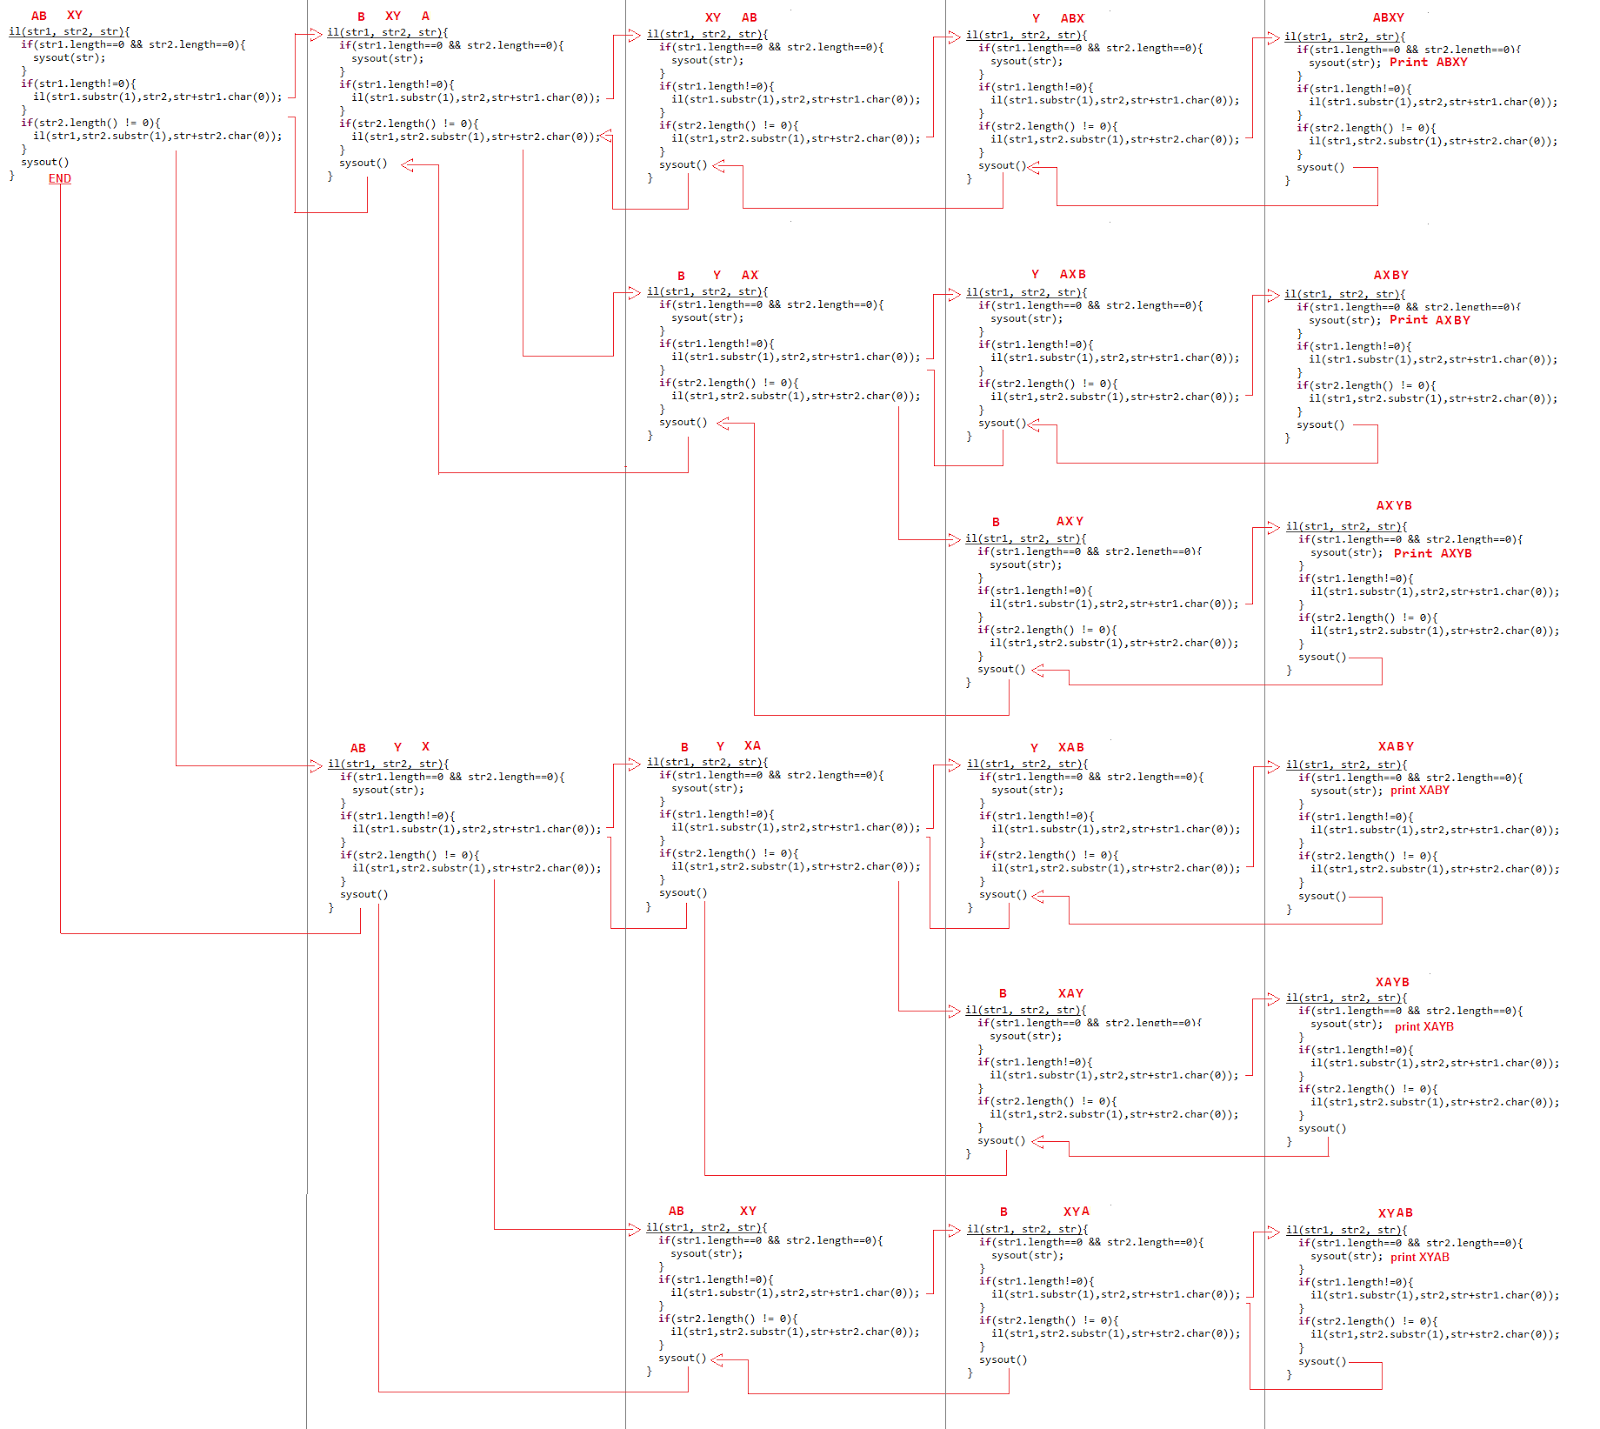 AB XY
il(str1, str2, str){
if(str1.length==0 && str2.length==0){
sysout(str);
}
if(str1.length!=0){
il(str1.substr(1),str2,str+str1.char(0));
}
if(str2.length() != 0){
il(str1,str2.substr(1),str+str2.char(0));
}
sysout()
}
END
B XY A
il(str1, str2, str){
if(str1.length==0 && str2.length==0){
sysout(str);
}
if(str1.length!=0){
il(str1.substr(1),str2,str+str1.char(0));
}
if(str2.length() != 0){
il(str1,str2.substr(1),str+str2.char(0));
}
sysout()
}
XY AB
il(str1, str2, str){
if(str1.length==0 && str2.length==0){
sysout(str);
}
if(str1.length!=0){
il(str1.substr(1),str2,str+str1.char(0));
}
if(str2.length() != 0){
il(str1,str2.substr(1),str+str2.char(0));
}
sysout()
}
Y ABX
il(str1, str2, str){
if(str1.length==0 && str2.length==0){
sysout(str);
}
if(str1.length!=0){
il(str1.substr(1),str2,str+str1.char(0));
}
if(str2.length() != 0){
il(str1,str2.substr(1),str+str2.char(0));
}
sysout()
}
ABXY
il(str1, str2, str){
if(str1.length==0 && str2.length==0){
sysout(str); Print ABXY
}
if(str1.length!=0){
il(str1.substr(1),str2,str+str1.char(0));
}
if(str2.length() != 0){
il(str1,str2.substr(1),str+str2.char(0));
}
sysout()
}
B Y AX
il(str1, str2, str){
if(str1.length==0 && str2.length==0){
sysout(str);
}
if(str1.length!=0){
il(str1.substr(1),str2,str+str1.char(0));
}
if(str2.length() != 0){
il(str1,str2.substr(1),str+str2.char(0));
}
sysout()
}
Y AXB
il(str1, str2, str){
if(str1.length==0 && str2.length==0){
sysout(str);
}
if(str1.length!=0){
il(str1.substr(1),str2,str+str1.char(0));
}
if(str2.length() != 0){
il(str1,str2.substr(1),str+str2.char(0));
}
sysout()
}
AXBY
il(str1, str2, str){
if(str1.length==0 && str2.length==0){
sysout(str); Print AXBY
}
if(str1.length!=0){
il(str1.substr(1),str2,str+str1.char(0));
}
if(str2.length() != 0){
il(str1,str2.substr(1),str+str2.char(0));
}
sysout()
}
B AXY
il(str1, str2, str){
if(str1.length==0 && str2.length==0){
sysout(str);
}
if(str1.length!=0){
il(str1.substr(1),str2,str+str1.char(0));
}
if(str2.length() != 0){
il(str1,str2.substr(1),str+str2.char(0));
}
sysout()
}
AXYB
il(str1, str2, str){
if(str1.length==0 && str2.length==0){
sysout(str); Print AXYB
}
if(str1.length!=0){
il(str1.substr(1),str2,str+str1.char(0));
}
if(str2.length() != 0){
il(str1,str2.substr(1),str+str2.char(0));
}
sysout()
}
AB Y X
il(str1, str2, str){
if(str1.length==0 && str2.length==0){
sysout(str);
}
if(str1.length!=0){
il(str1.substr(1),str2,str+str1.char(0));
}
if(str2.length() != 0){
il(str1,str2.substr(1),str+str2.char(0));
}
sysout()
}
B Y XA
il(str1, str2, str){
if(str1.length==0 && str2.length==0){
sysout(str);
}
if(str1.length!=0){
il(str1.substr(1),str2,str+str1.char(0));
}
if(str2.length() != 0){
il(str1,str2.substr(1),str+str2.char(0));
}
sysout()
}
Y XAB
il(str1, str2, str){
if(str1.length==0 && str2.length==0){
sysout(str);
}
if(str1.length!=0){
il(str1.substr(1),str2,str+str1.char(0));
}
if(str2.length() != 0){
il(str1,str2.substr(1),str+str2.char(0));
}
sysout()
}
XABY
il(str1, str2, str){
if(str1.length==0 && str2.length==0){
sysout(str); print XABY
}
if(str1.length!=0){
il(str1.substr(1),str2,str+str1.char(0));
}
if(str2.length() != 0){
il(str1,str2.substr(1),str+str2.char(0));
}
sysout()
}
B XAY
il(str1, str2, str){
if(str1.length==0 && str2.length==0){
sysout(str);
}
if(str1.length!=0){
il(str1.substr(1),str2,str+str1.char(0));
}
if(str2.length() != 0){
il(str1,str2.substr(1),str+str2.char(0));
}
sysout()
}
XAYB
il(str1, str2, str){
if(str1.length==0 && str2.length==0){
sysout(str); print XAYB
}
if(str1.length!=0){
il(str1.substr(1),str2,str+str1.char(0));
}
if(str2.length() != 0){
il(str1,str2.substr(1),str+str2.char(0));
}
sysout()
}
AB XY
il(str1, str2, str){
if(str1.length==0 && str2.length==0){
sysout(str);
}
if(str1.length!=0){
il(str1.substr(1),str2,str+str1.char(0));
}
if(str2.length() != 0){
il(str1,str2.substr(1),str+str2.char(0));
}
sysout()
}
B XYA
il(str1, str2, str){
if(str1.length==0 && str2.length==0){
sysout(str);
}
if(str1.length!=0){
il(str1.substr(1),str2,str+str1.char(0));
}
if(str2.length() != 0){
il(str1,str2.substr(1),str+str2.char(0));
}
sysout()
}
XYAB
il(str1, str2, str){
if(str1.length==0 && str2.length==0){
sysout(str); print XYAB
}
if(str1.length!=0){
il(str1.substr(1),str2,str+str1.char(0));
}
if(str2.length() != 0){
il(str1,str2.substr(1),str+str2.char(0));
}
sysout()
}